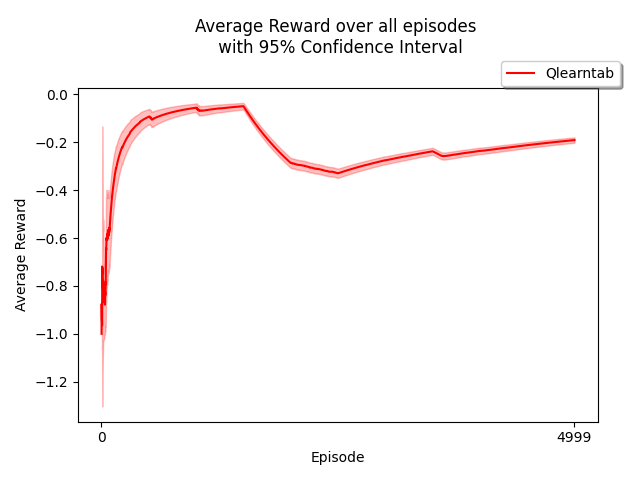 Average Reward over all episodes
with 95% Confidence Interval
Qlearntab
0.0
−0.2
−0.4
−0.6
−0.8
−1.0
−1.2
Average Reward
0
4999
Episode